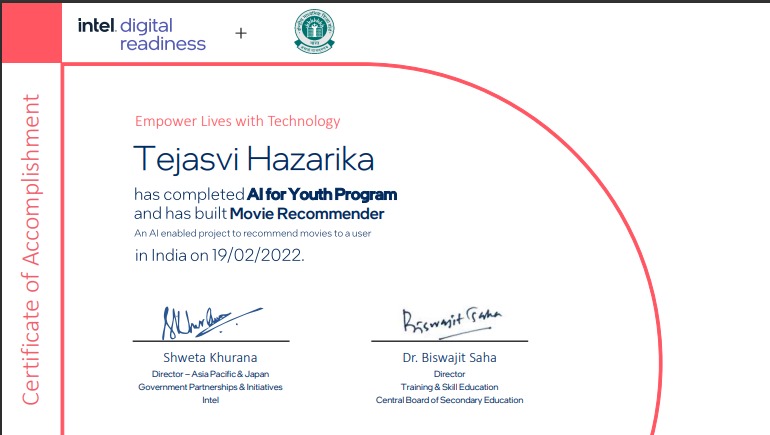 intel digital
readiness
+
Certificate of Accomplishment
Empower Lives with Technology
Tejasvi Hazarika
has completed AI for Youth Program
and has built Movie Recommender
An AI enabled project to recommend movies to a user
in India on 19/02/2022.
Biswajit Saha
Shweta Khurana
Director – Asia Pacific & Japan
Government Partnerships & Initiatives
Intel
Dr. Biswajit Saha
Director
Training & Skill Education
Central Board of Secondary Education